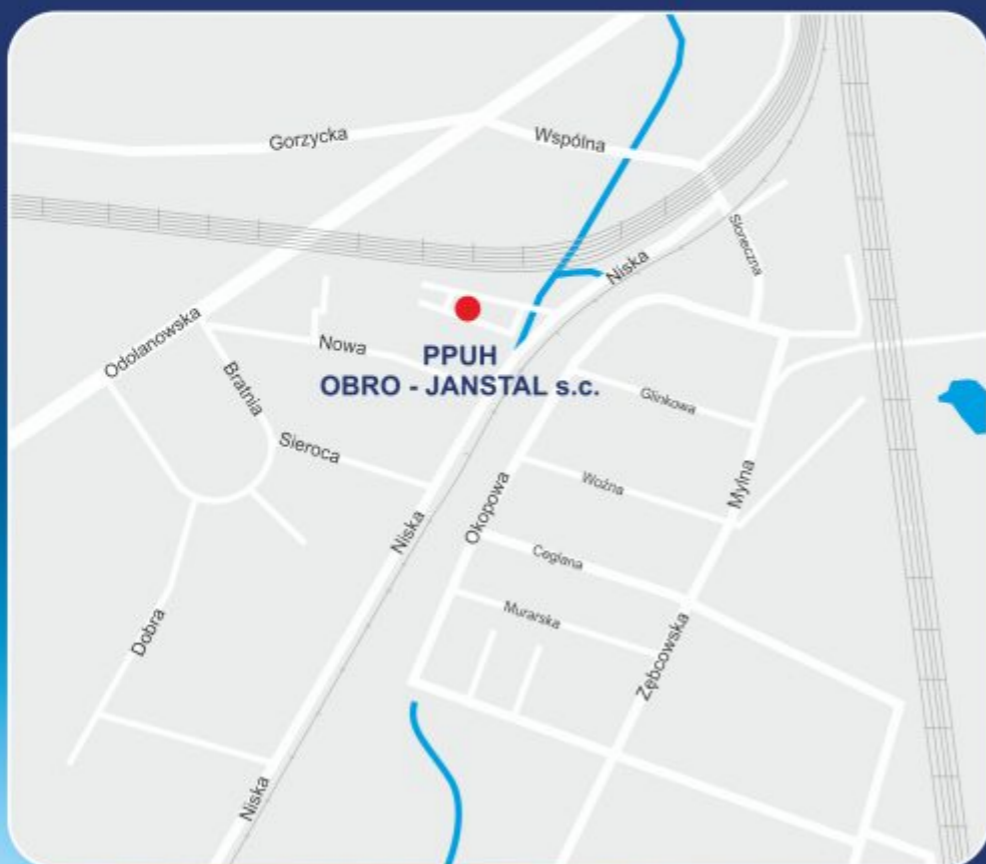 Gorzycka
Wspólna
Słoneczna
Niska
Odolanowska
Nowa
PPUH
OBRO - JANSTAL s.c.
Bratnia
Glinkowa
Sieroca
Woźna
Mylna
Okopowa
Niska
Ceglana
Murarska
Dobra
Zębcowska
Niska